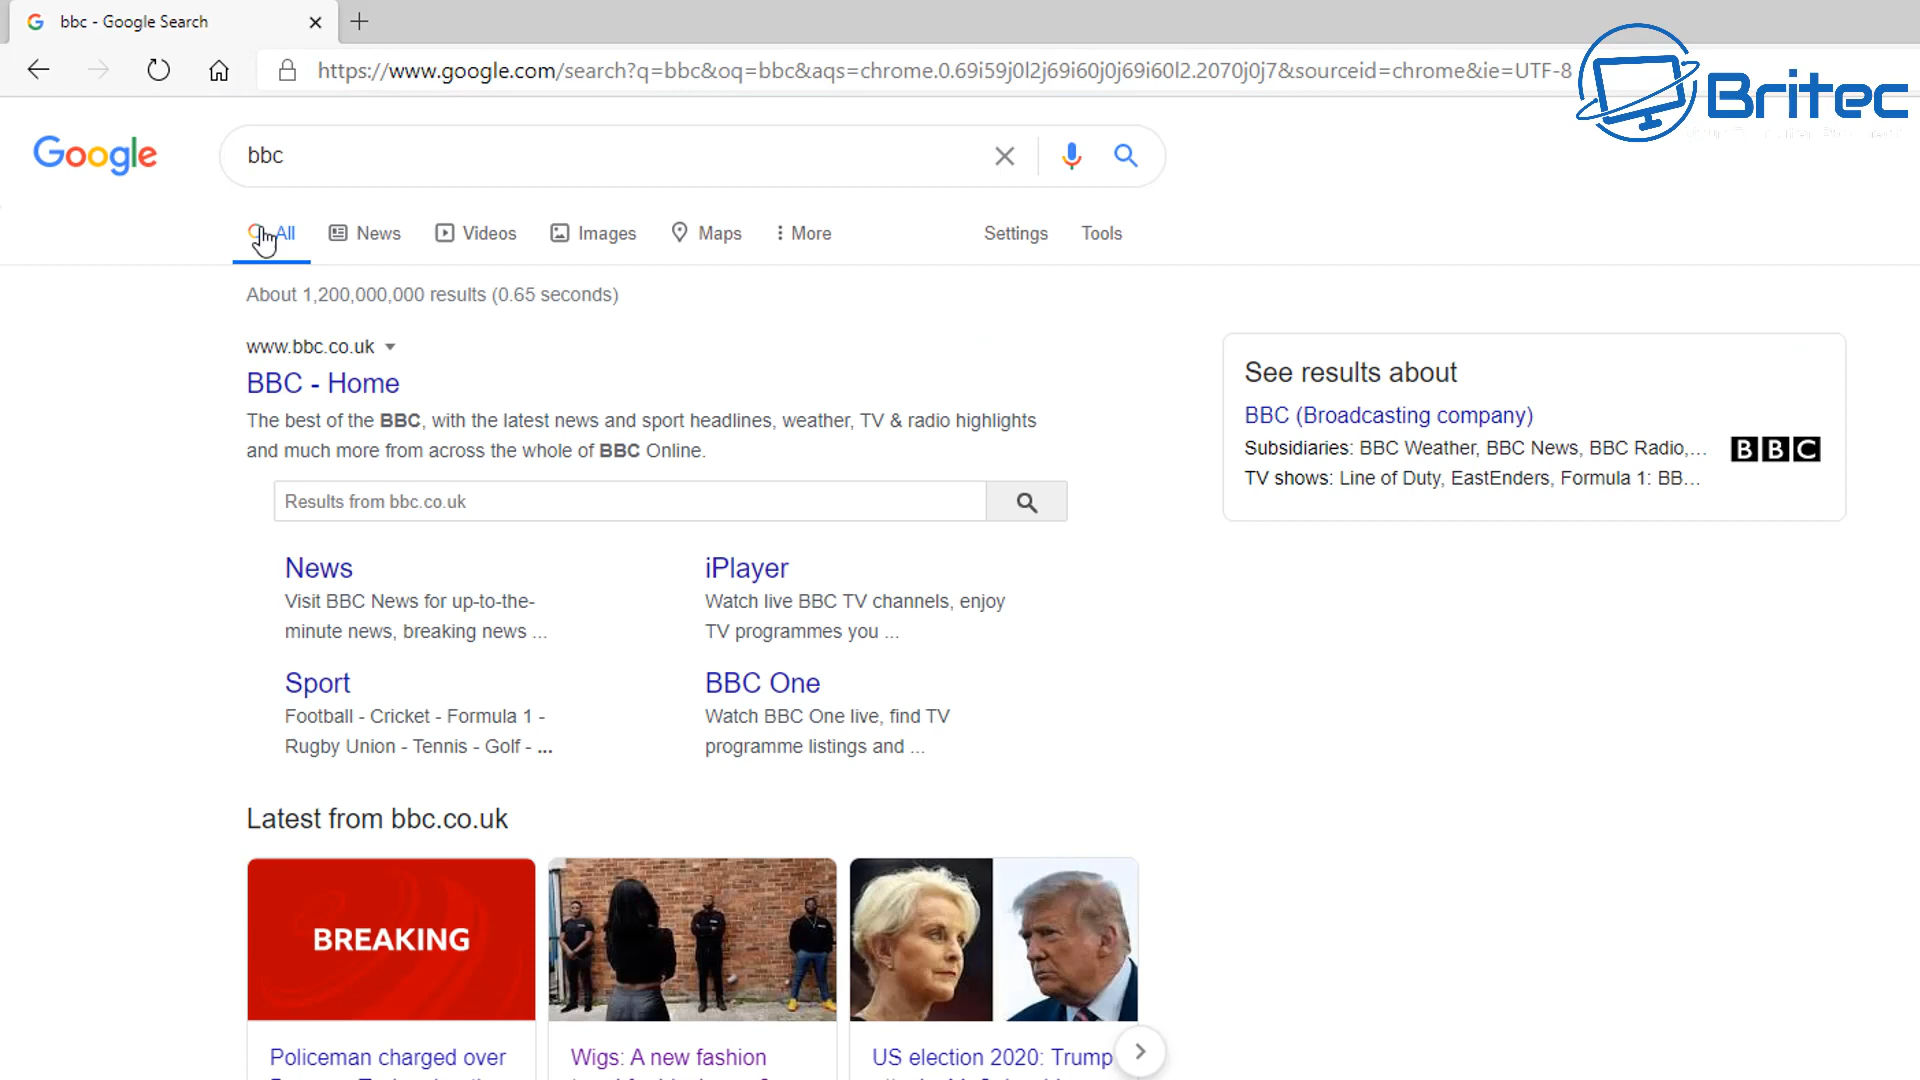 bbc - Google Search
https://www.google.com/search?q=bbc&oq=bbc&aqs=chrome.0.69i59j0l2j69i60j0j69i60l2.2070j0j7&sourceid=chrome&ie=UTF-8
Britec
Google
bbc
All
News
Videos
Images
Maps
More
Settings
Tools
About 1,200,000,000 results (0.65 seconds)
www.bbc.co.uk
BBC - Home
The best of the BBC, with the latest news and sport headlines, weather, TV & radio highlights
and much more from across the whole of BBC Online.
Results from bbc.co.uk
News
Visit BBC News for up-to-the-
minute news, breaking news ...
iPlayer
Watch live BBC TV channels, enjoy
TV programmes you ...
Sport
Football - Cricket - Formula 1 -
Rugby Union - Tennis - Golf - ...
BBC One
Watch BBC One live, find TV
programme listings and ...
See results about
BBC (Broadcasting company)
Subsidiaries: BBC Weather, BBC News, BBC Radio,...
TV shows: Line of Duty, EastEnders, Formula 1: BB...
BBC
Latest from bbc.co.uk
BREAKING
Policeman charged over
Wigs: A new fashion
US election 2020: Trump